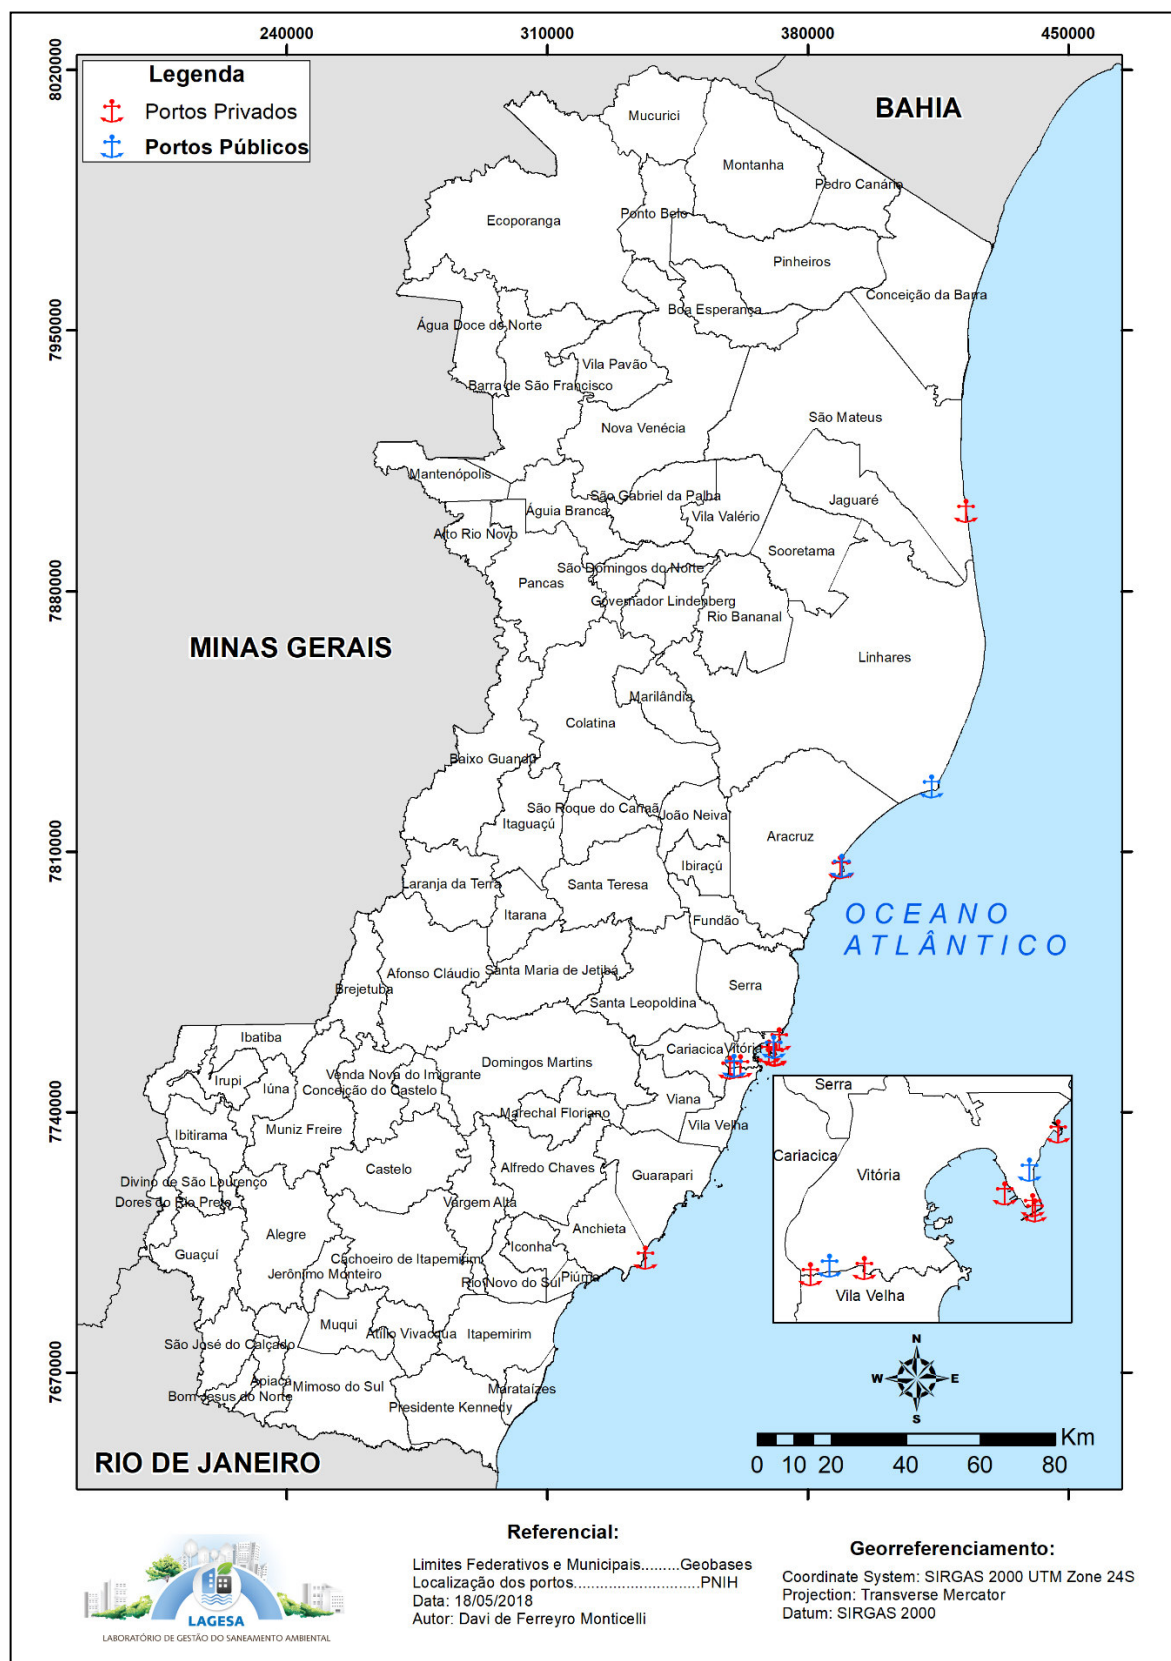 240000
310000
380000
450000
8020000
7950000
7880000
7810000
7740000
7670000
Legenda
Portos Privados
Portos Públicos
BAHIA
Mucurici
Montanha
Pedro Canário
Ecoporanga
Ponto Belo
Pinheiros
Conceição da Barra
Boa Esperança
Água Doce do Norte
Vila Pavão
Barra de São Francisco
São Mateus
Nova Venécia
Mantenópolis
São Gabriel da Palha
Jaguaré
Águia Branca
Vila Valério
Alto Rio Novo
Sooretama
São Domingos do Norte
Pancas
Governador Lindenberg
Rio Bananal
MINAS GERAIS
Linhares
Marilândia
Colatina
Baixo Guandú
São Roque do Canaã
João Neiva
Itaguaçú
Aracruz
Ibiraçú
Laranja da Terra
Santa Teresa
Itarana
Fundão
OCEANO
ATLÂNTICO
Afonso Cláudio
Santa Maria de Jetibá
Brejetuba
Serra
Santa Leopoldina
Ibatiba
Cariacica
Vitória
Domingos Martins
Venda Nova do Imigrante
Irupi
Iúna
Conceição do Castelo
Viana
Marechal Floriano
Vila Velha
Ibitirama
Muniz Freire
Castelo
Alfredo Chaves
Guarapari
Divino de São Lourenço
Dores do Rio Preto
Vargem Alta
Anchieta
Alegre
Iconha
Guaçuí
Cachoeiro de Itapemirim
Jerônimo Monteiro
Rio Novo do Sul
Piúma
Muqui
Atílio Vivacqua
Itapemirim
São José do Calçado
Apiacá
Mimoso do Sul
Marataízes
Bom Jesus do Norte
Presidente Kennedy
RIO DE JANEIRO
Serra
Cariacica
Vitória
Vila Velha
N
W
E
S
Km
0 10 20 40 60 80
LAGESA
LABORATÓRIO DE GESTÃO DO SANEAMENTO AMBIENTAL
Referencial:
Limites Federativos e Municipais.........Geobases
Localização dos portos.............................PNIH
Data: 18/05/2018
Autor: Davi de Ferreyro Monticelli
Georreferenciamento:
Coordinate System: SIRGAS 2000 UTM Zone 24S
Projection: Transverse Mercator
Datum: SIRGAS 2000